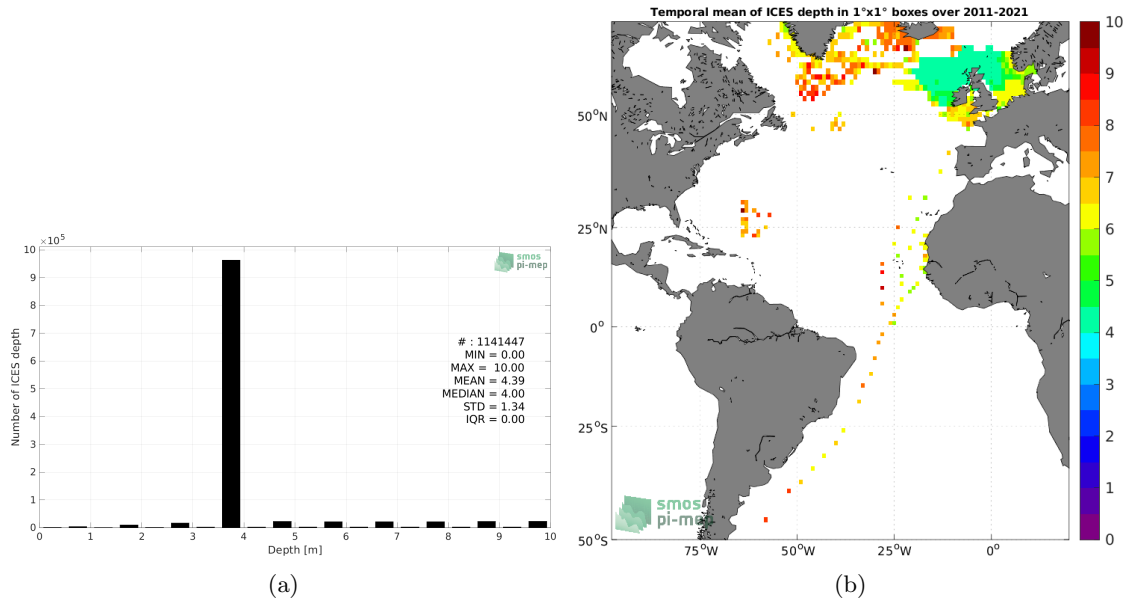 ×10⁵
10
9
8
7
6
5
4
3
2
1
0
Number of ICES depth
smos
pi-mep
# : 1141447
MIN = 0.00
MAX = 10.00
MEAN = 4.39
MEDIAN = 4.00
STD = 1.34
IQR = 0.00
0 1 2 3 4 5 6 7 8 9 10
Depth [m]
(a)
Temporal mean of ICES depth in 1°x1° boxes over 2011-2021
50°N
25°N
0°
25°S
50°S
75°W 50°W 25°W 0°
smos
pi-mep
10
9
8
7
6
5
4
3
2
1
0
(b)